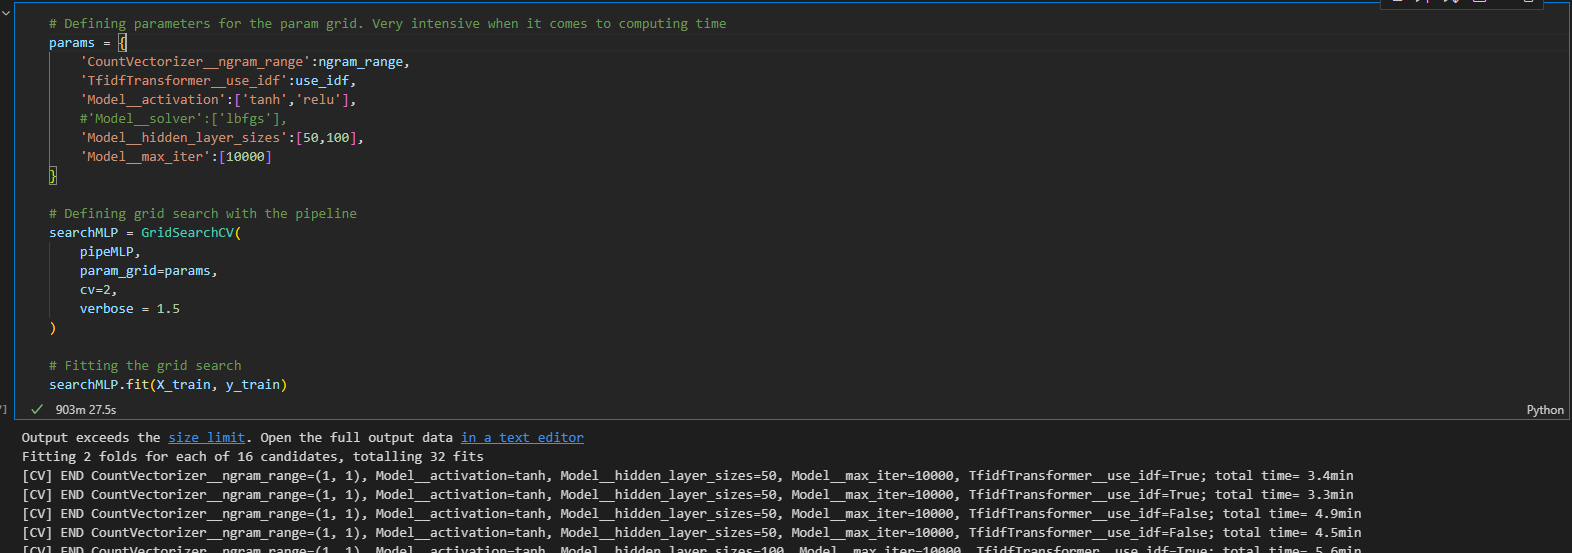 # Defining parameters for the param grid. Very intensive when it comes to computing time
params = {
'CountVectorizer__ngram_range':ngram_range,
'TfidfTransformer__use_idf':use_idf,
'Model__activation':['tanh','relu'],
#'Model__solver':['lbfgs'],
'Model__hidden_layer_sizes':[50,100],
'Model__max_iter':[10000]
}
# Defining grid search with the pipeline
searchMLP = GridSearchCV(
pipeMLP,
param_grid=params,
cv=2,
verbose = 1.5
)
# Fitting the grid search
searchMLP.fit(X_train, y_train)
903m 27.5s
Python
Output exceeds the size limit. Open the full output data in a text editor
Fitting 2 folds for each of 16 candidates, totalling 32 fits
[CV] END CountVectorizer__ngram_range=(1, 1), Model__activation=tanh, Model__hidden_layer_sizes=50, Model__max_iter=10000, TfidfTransformer__use_idf=True; total time= 3.4min
[CV] END CountVectorizer__ngram_range=(1, 1), Model__activation=tanh, Model__hidden_layer_sizes=50, Model__max_iter=10000, TfidfTransformer__use_idf=True; total time= 3.3min
[CV] END CountVectorizer__ngram_range=(1, 1), Model__activation=tanh, Model__hidden_layer_sizes=50, Model__max_iter=10000, TfidfTransformer__use_idf=False; total time= 4.9min
[CV] END CountVectorizer__ngram_range=(1, 1), Model__activation=tanh, Model__hidden_layer_sizes=50, Model__max_iter=10000, TfidfTransformer__use_idf=False; total time= 4.5min
[CV] END CountVectorizer__ngram_range=(1, 1), Model__activation=tanh, Model__hidden_layer_sizes=100, Model__max_iter=10000, TfidfTransformer__use_idf=True; total time= 5.6min